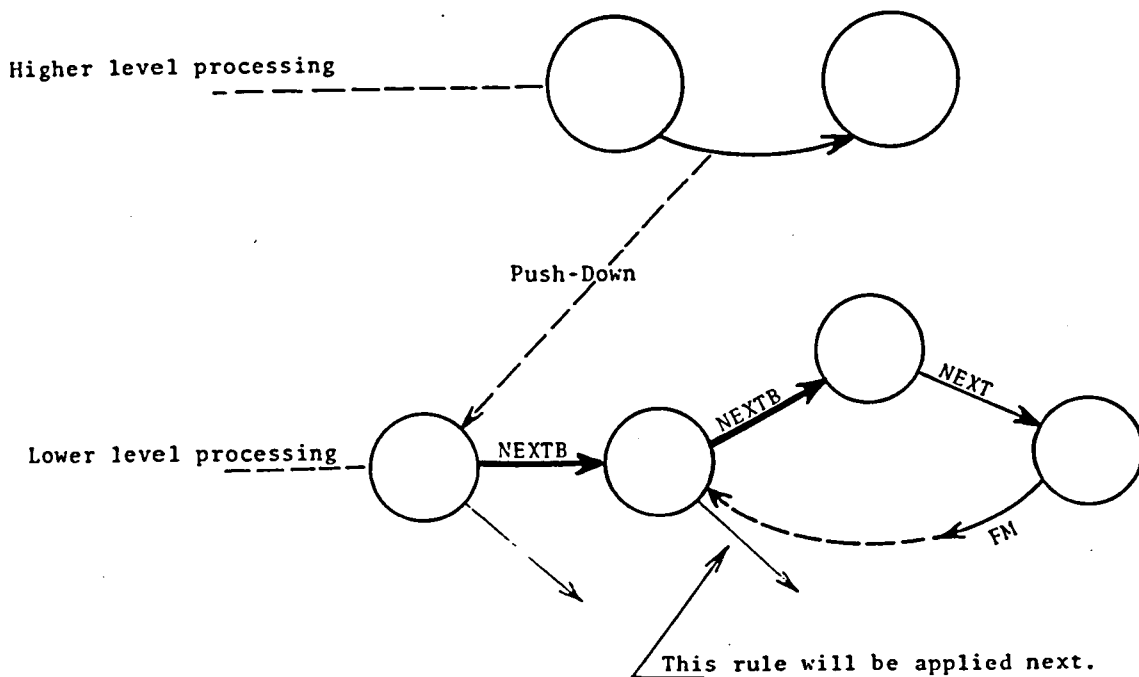 Higher level processing
Push-Down
NEXTB
NEXT
Lower level processing
NEXTB
FM
This rule will be applied next.